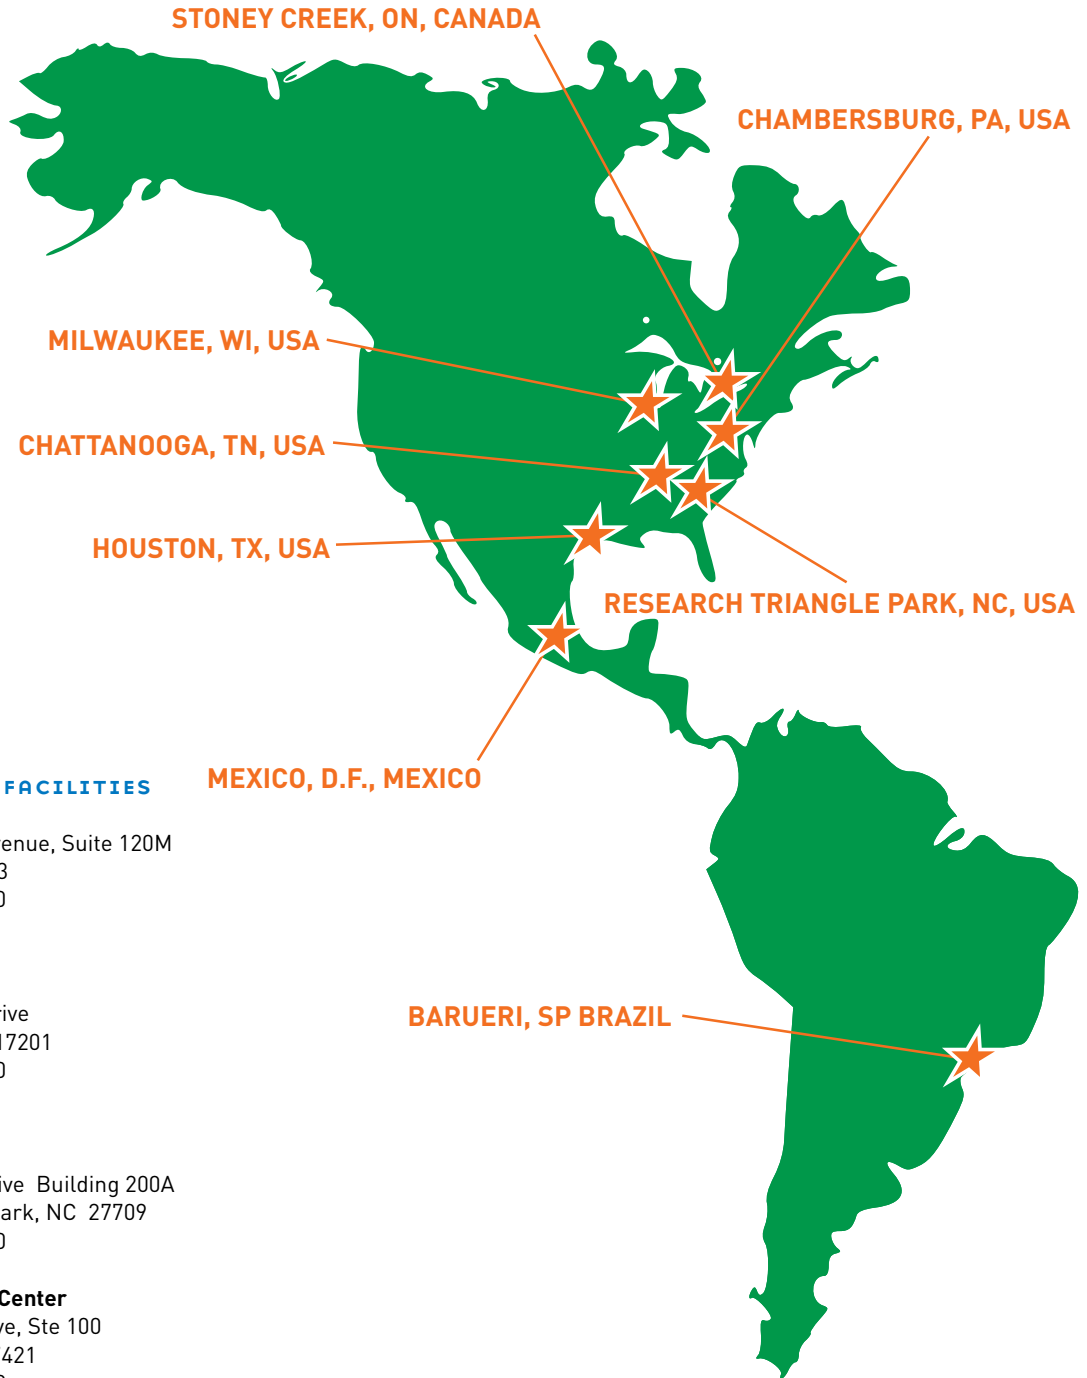 STONEY CREEK, ON, CANADA
CHAMBERSBURG, PA, USA
MILWAUKEE, WI, USA
CHATTANOOGA, TN, USA
HOUSTON, TX, USA
RESEARCH TRIANGLE PARK, NC, USA
MEXICO, D.F., MEXICO
BARUERI, SP BRAZIL
FACILITIES
enue, Suite 120M
3
0
rive
17201
0
ive Building 200A
ark, NC 27709
0
Center
ve, Ste 100
7421